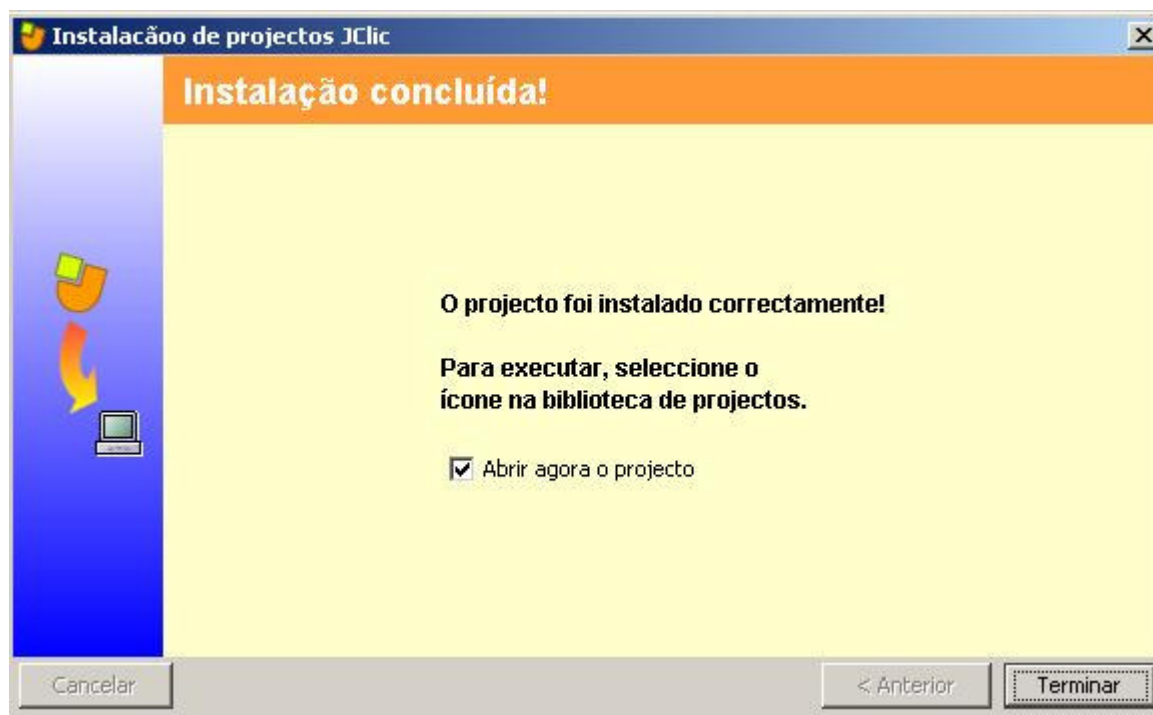 Instalacãoo de projectos JClic
Instalação concluída!
O projecto foi instalado correctamente!
Para executar, seleccione o
ícone na biblioteca de projectos.
Abrir agora o projecto
Cancelar
< Anterior
Terminar